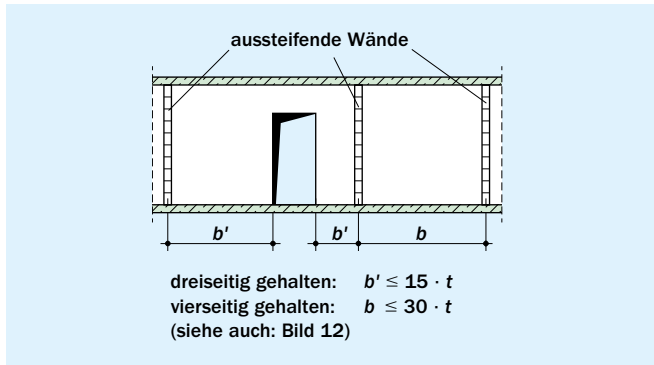 aussteifende Wände
b' b' b
dreiseitig gehalten: b' ≤ 15 · t
vierseitig gehalten: b ≤ 30 · t
(siehe auch: Bild 12)